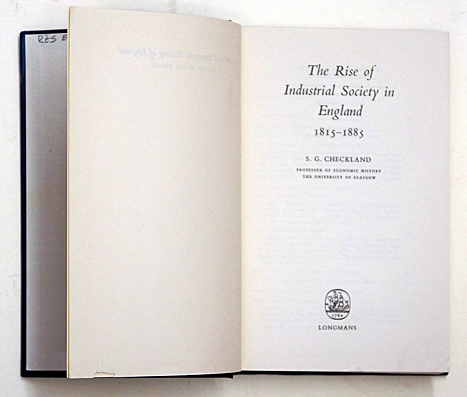 The Rise of
Industrial Society in
England
1815–1885
S. G. CHECKLAND
PROFESSOR OF ECONOMIC HISTORY
THE UNIVERSITY OF GLASGOW
LONGMANS